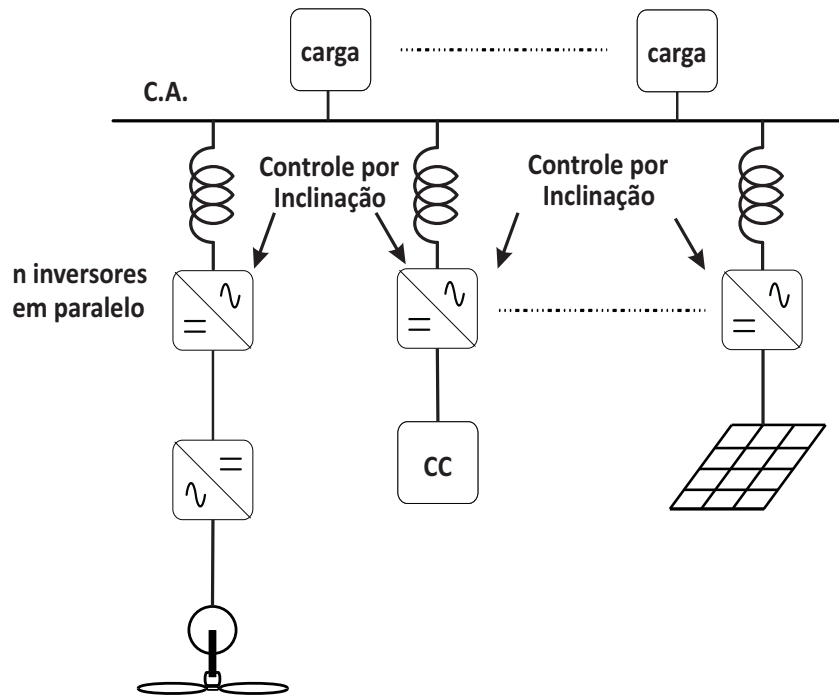 carga
carga
C.A.
Controle por
Inclinação
Controle por
Inclinação
n inversores
em paralelo
CC